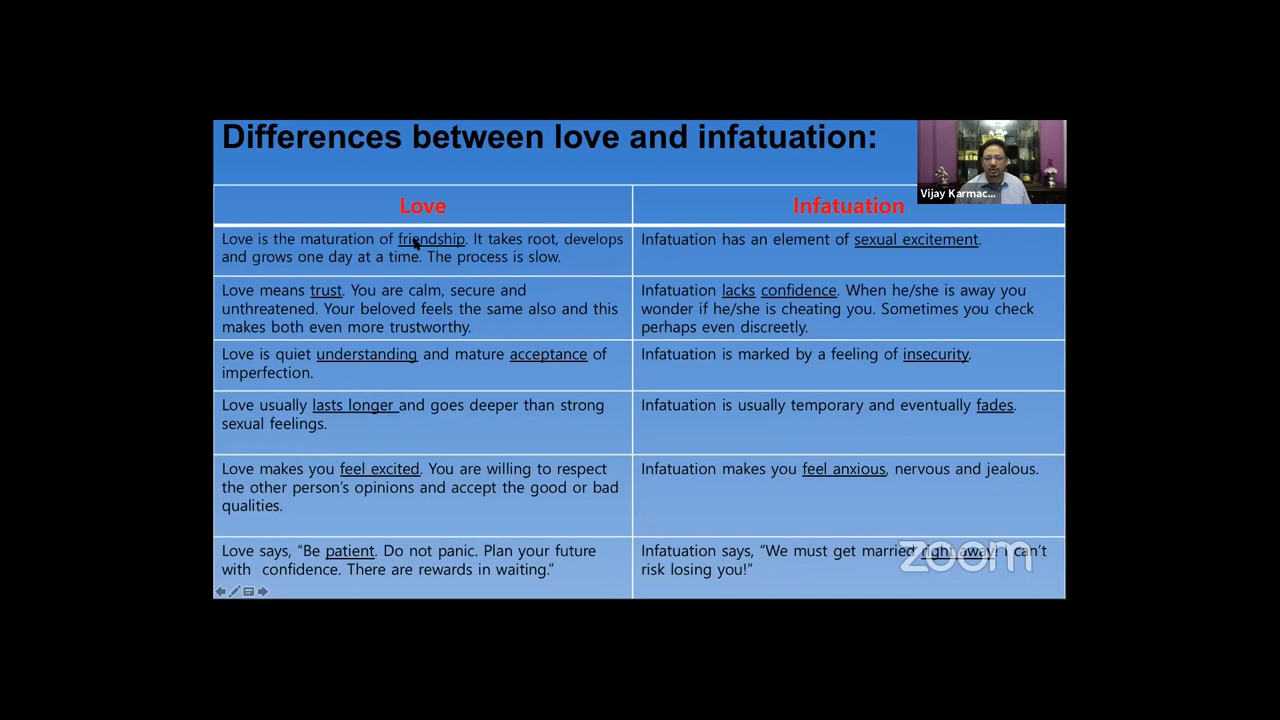 Differences between love and infatuation:
Vijay Karmac...
Love
Infatuation
Love is the maturation of friendship. It takes root, develops
and grows one day at a time. The process is slow.
Infatuation has an element of sexual excitement.
Love means trust. You are calm, secure and
unthreatened. Your beloved feels the same also and this
makes both even more trustworthy.
Infatuation lacks confidence. When he/she is away you
wonder if he/she is cheating you. Sometimes you check
perhaps even discreetly.
Love is quiet understanding and mature acceptance of
imperfection.
Infatuation is marked by a feeling of insecurity.
Love usually lasts longer and goes deeper than strong
sexual feelings.
Infatuation is usually temporary and eventually fades.
Love makes you feel excited. You are willing to respect
the other person's opinions and accept the good or bad
qualities.
Infatuation makes you feel anxious, nervous and jealous.
Love says, "Be patient. Do not panic. Plan your future
with confidence. There are rewards in waiting."
Infatuation says, "We must get married right away! I can't
risk losing you!"
zoom